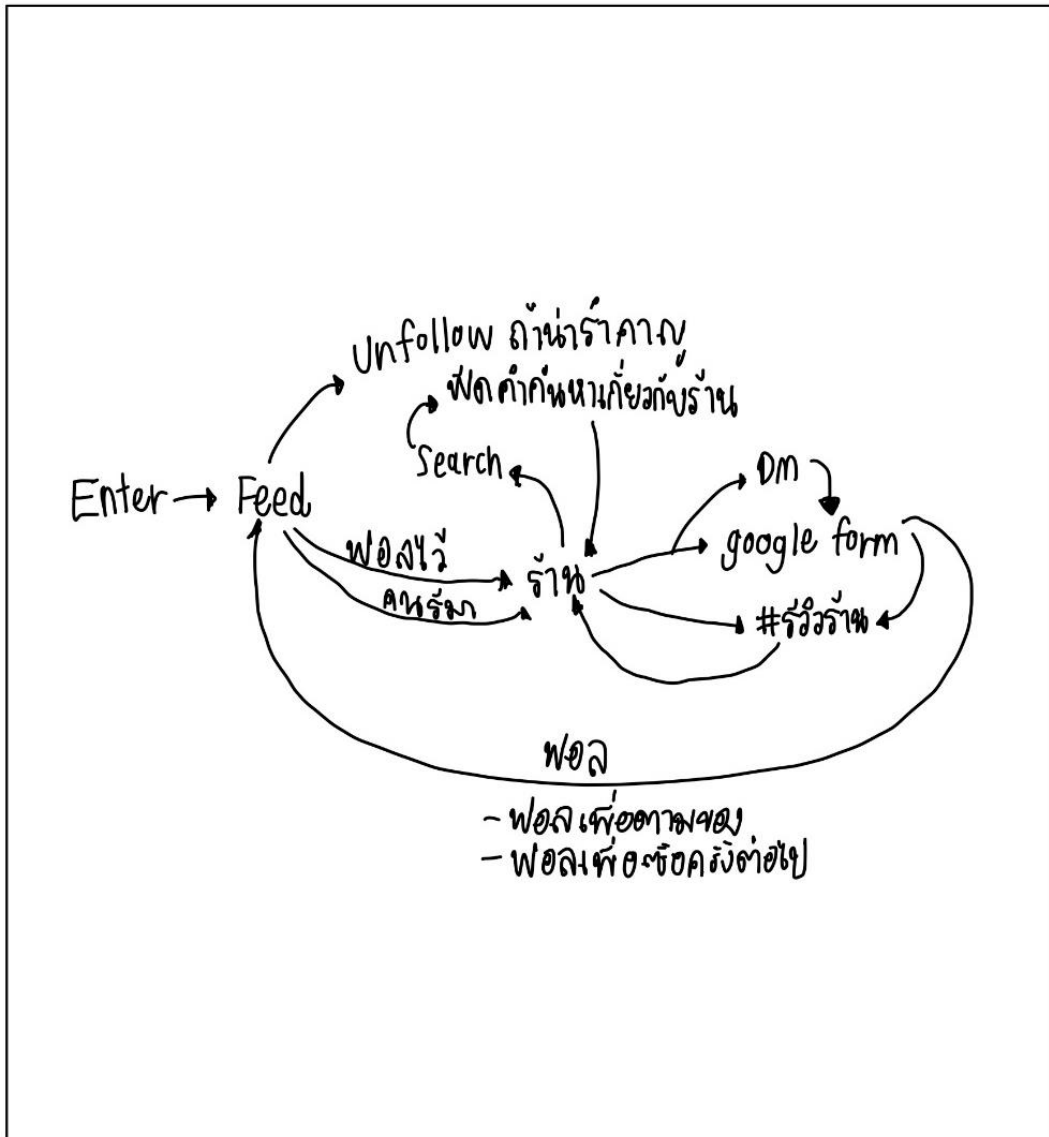 Unfollow ถ้าน่ารำคาญ
ฟีดคำค้นหาเกี่ยวกับร้าน
Search
DM
Enter
Feed
google form
ฟอลไว้
ร้าน
คนรีมา
#รีวิวร้าน
ฟอล
- ฟอลเพื่อตามของ
- ฟอลเพื่อซื้อครั้งต่อไป